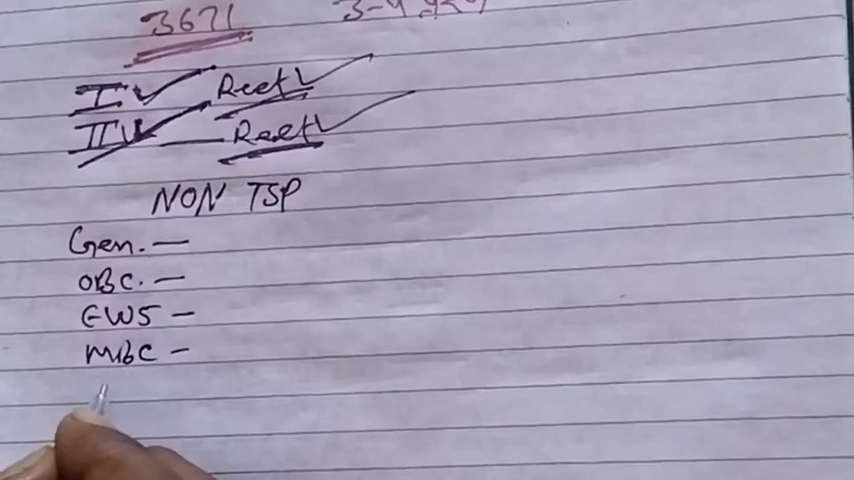 3671
I Reet
II Reet
NON TSP
Gen. —
OBC. —
EWS —
MBC —